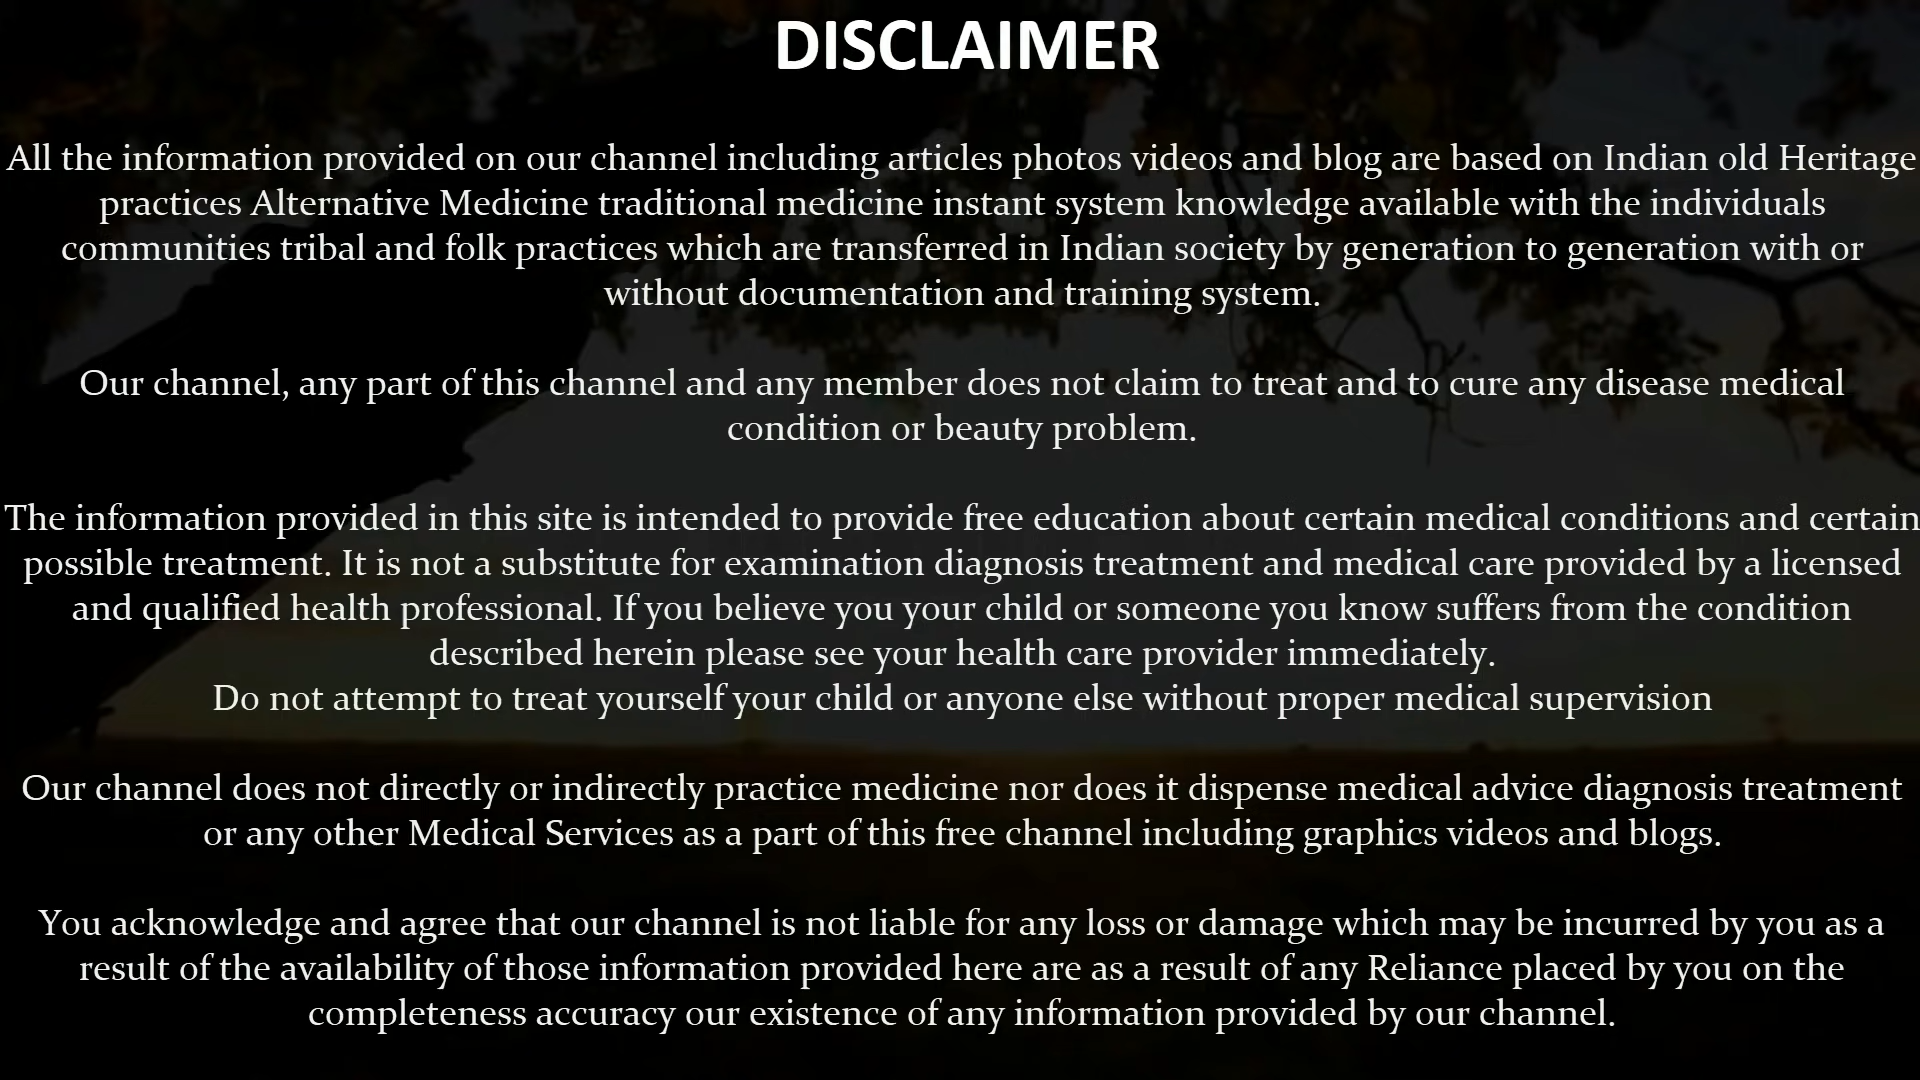 DISCLAIMER
All the information provided on our channel including articles photos videos and blog are based on Indian old Heritage
practices Alternative Medicine traditional medicine instant system knowledge available with the individuals
communities tribal and folk practices which are transferred in Indian society by generation to generation with or
without documentation and training system.
Our channel, any part of this channel and any member does not claim to treat and to cure any disease medical
condition or beauty problem.
The information provided in this site is intended to provide free education about certain medical conditions and certain
possible treatment. It is not a substitute for examination diagnosis treatment and medical care provided by a licensed
and qualified health professional. If you believe you your child or someone you know suffers from the condition
described herein please see your health care provider immediately.
Do not attempt to treat yourself your child or anyone else without proper medical supervision
Our channel does not directly or indirectly practice medicine nor does it dispense medical advice diagnosis treatment
or any other Medical Services as a part of this free channel including graphics videos and blogs.
You acknowledge and agree that our channel is not liable for any loss or damage which may be incurred by you as a
result of the availability of those information provided here are as a result of any Reliance placed by you on the
completeness accuracy our existence of any information provided by our channel.